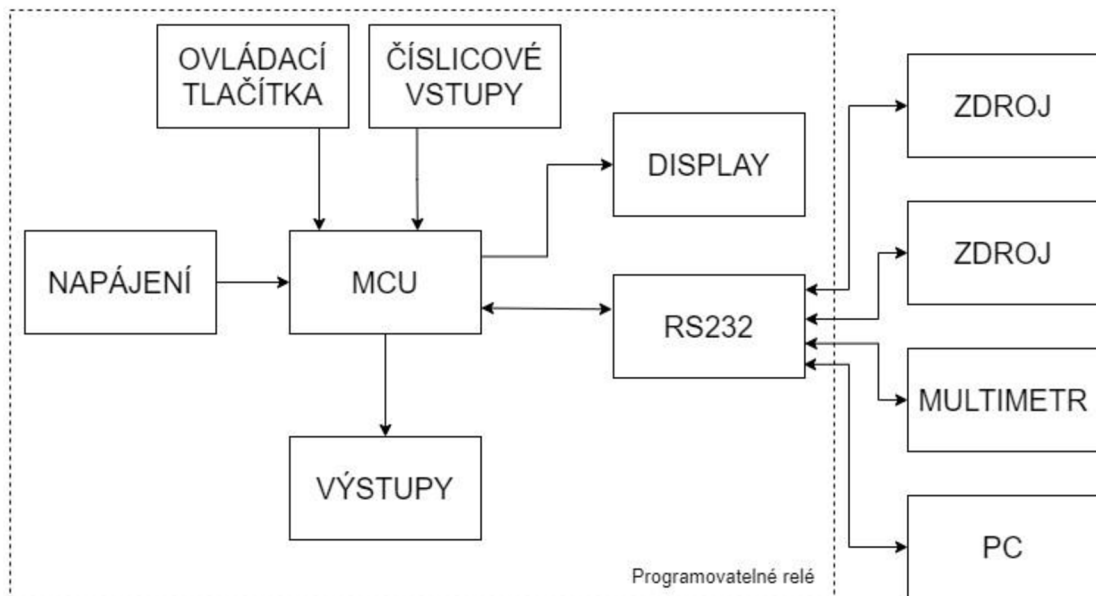 OVLÁDACÍ
TLAČÍTKA
ČÍSLICOVÉ
VSTUPY
ZDROJ
DISPLAY
NAPÁJENÍ
MCU
ZDROJ
RS232
MULTIMETR
VÝSTUPY
PC
Programovatelné relé